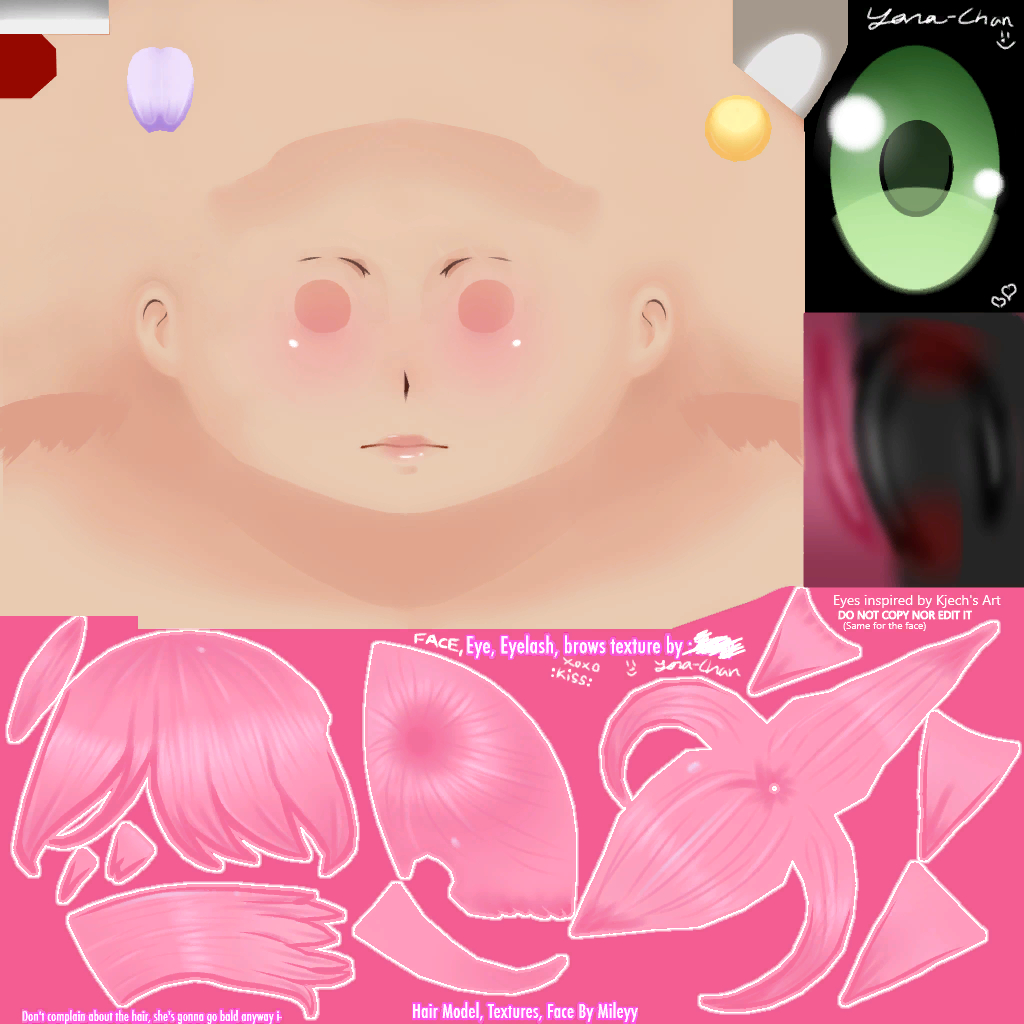 Yana-Chan
Eyes inspired by Kjech's Art
DO NOT COPY NOR EDIT IT
(Same for the face)
FACE, Eye, Eyelash, brows texture by :
xoxo
:kiss:
Yana-Chan
Don't complain about the hair, she's gonna go bald anyway i-
Hair Model, Textures, Face By Mileyy